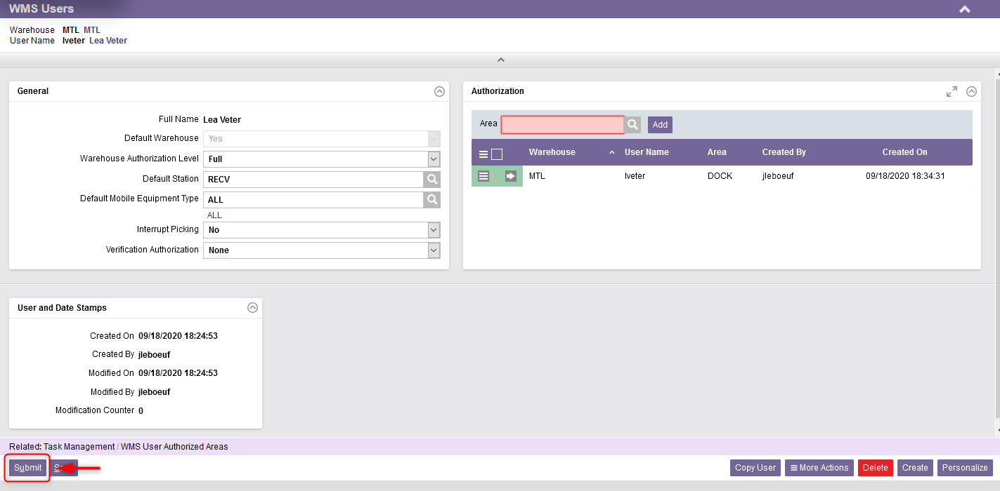 WMS Users
Warehouse MTL MTL
User Name lveter Lea Veter
General
Full Name Lea Veter
Default Warehouse Yes
Warehouse Authorization Level Full
Default Station RECV
Default Mobile Equipment Type ALL
ALL
Interrupt Picking No
Verification Authorization None
Authorization
Area Add
Warehouse User Name Area Created By Created On
MTL lveter DOCK jleboeuf 09/18/2020 18:34:31
User and Date Stamps
Created On 09/18/2020 18:24:53
Created By jleboeuf
Modified On 09/18/2020 18:24:53
Modified By jleboeuf
Modification Counter 0
Related: Task Management / WMS User Authorized Areas
Submit Copy User More Actions Delete Create Personalize